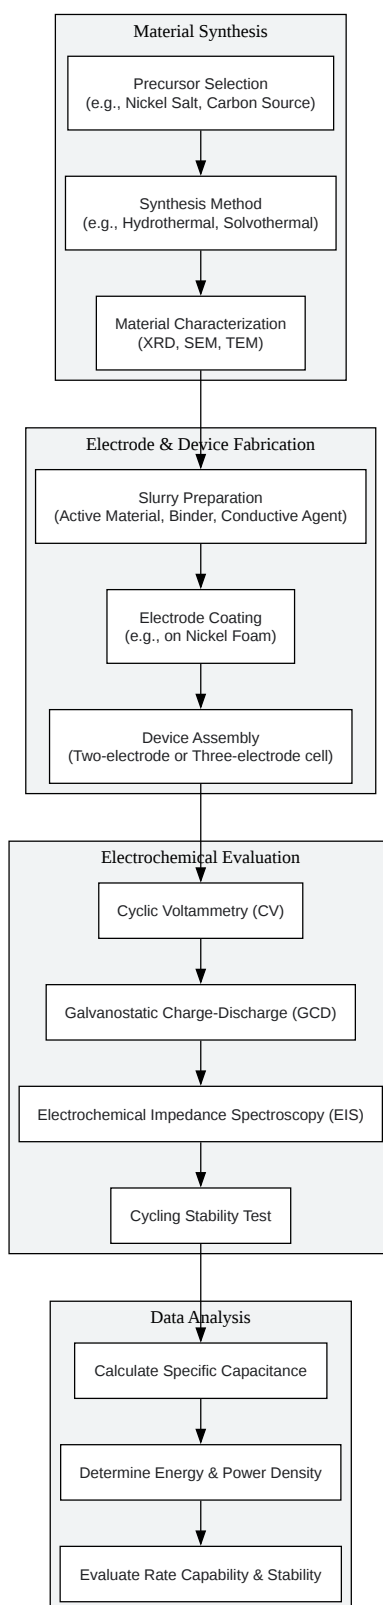 Material Synthesis
Precursor Selection
(e.g., Nickel Salt, Carbon Source)
Synthesis Method
(e.g., Hydrothermal, Solvothermal)
Material Characterization
(XRD, SEM, TEM)
Electrode & Device Fabrication
Slurry Preparation
(Active Material, Binder, Conductive Agent)
Electrode Coating
(e.g., on Nickel Foam)
Device Assembly
(Two-electrode or Three-electrode cell)
Electrochemical Evaluation
Cyclic Voltammetry (CV)
Galvanostatic Charge-Discharge (GCD)
Electrochemical Impedance Spectroscopy (EIS)
Cycling Stability Test
Data Analysis
Calculate Specific Capacitance
Determine Energy & Power Density
Evaluate Rate Capability & Stability